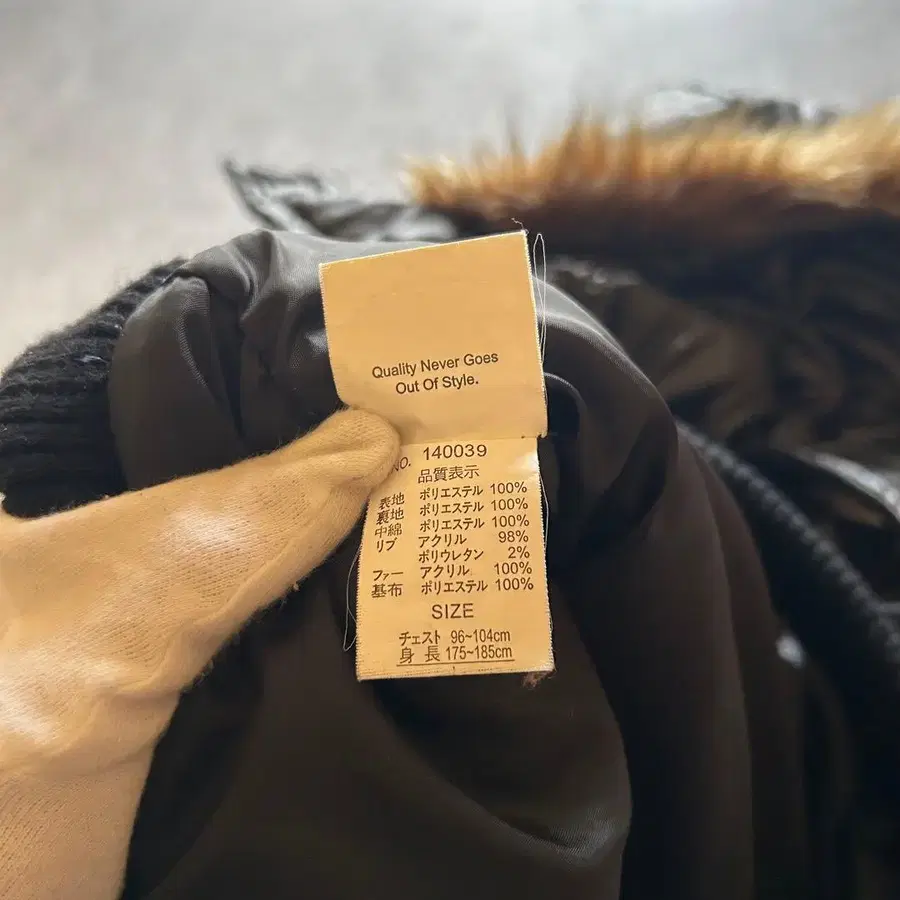 Quality Never Goes
Out Of Style.
NO. 140039
品質表示
表地 ポリエステル 100%
裏地 ポリエステル 100%
中綿 ポリエステル 100%
リブ アクリル 98%
ポリウレタン 2%
ファー アクリル 100%
基布 ポリエステル 100%
SIZE
チェスト 96~104cm
身 長 175~185cm